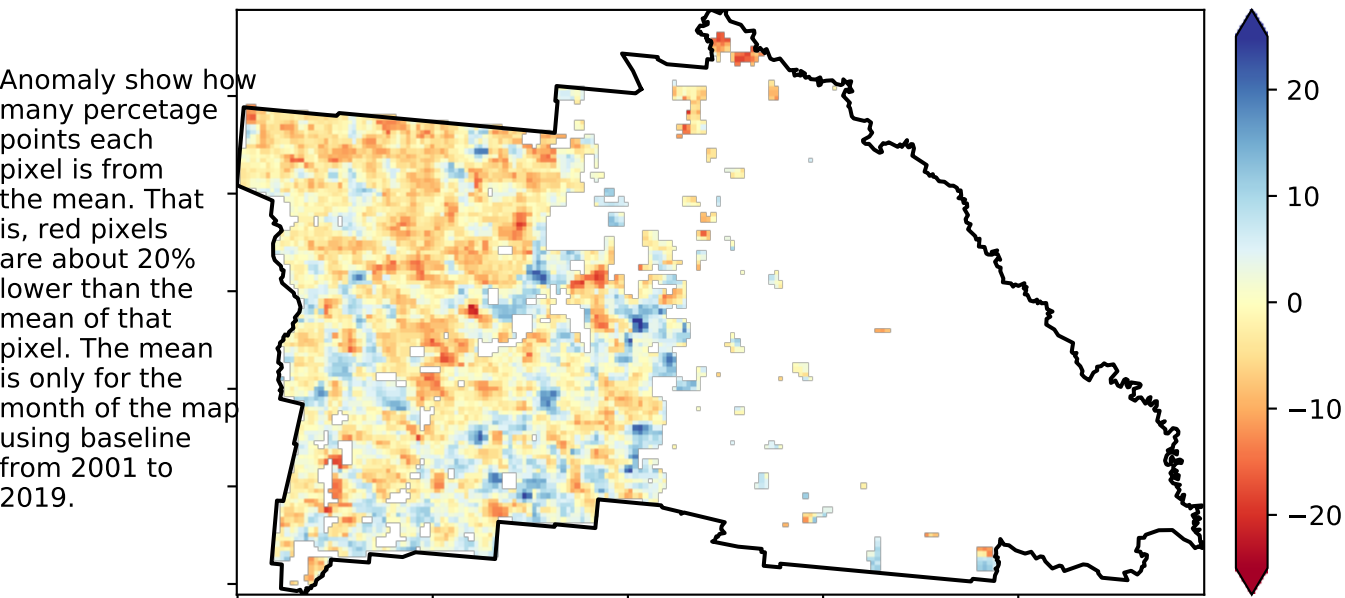 Anomaly show how
many percetage
points each
pixel is from
the mean. That
is, red pixels
are about 20%
lower than the
mean of that
pixel. The mean
is only for the
month of the map
using baseline
from 2001 to
2019.
20
10
0
−10
−20